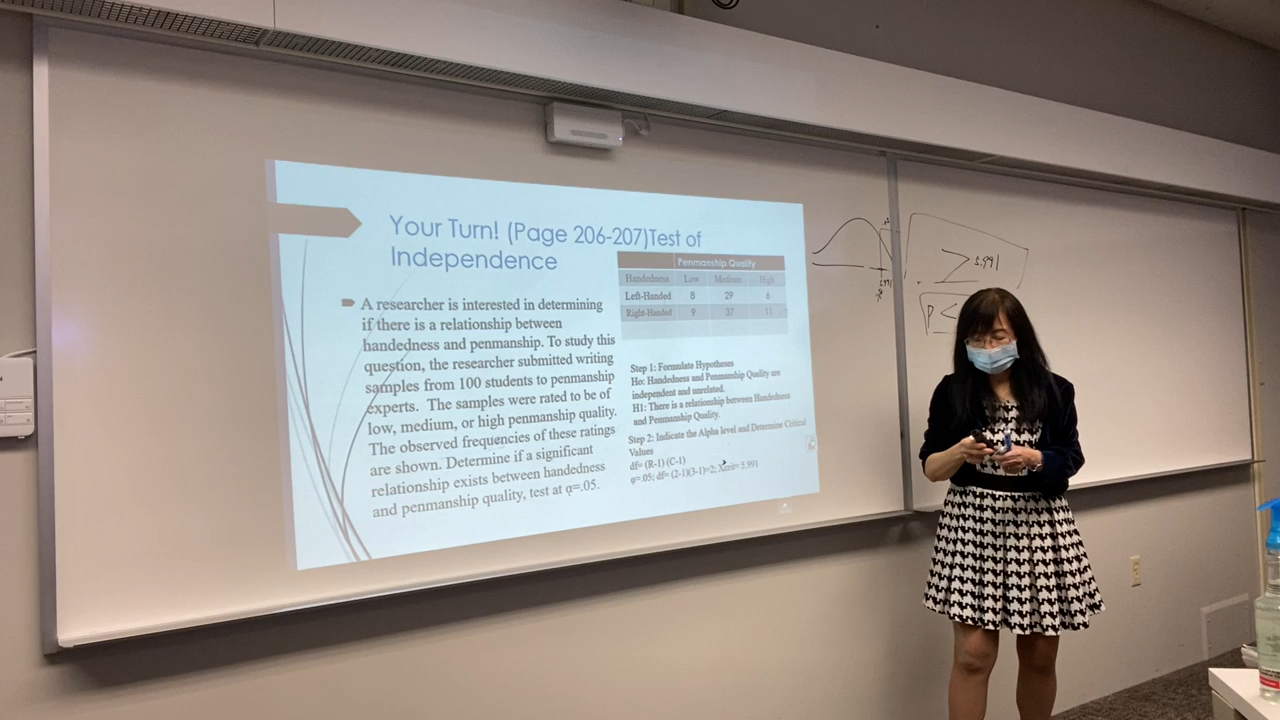 Your Turn! (Page 206-207)Test of
Independence
A researcher is interested in determining
if there is a relationship between
handedness and penmanship. To study this
question, the researcher submitted writing
samples from 100 students to penmanship
experts. The samples were rated to be of
low, medium, or high penmanship quality.
The observed frequencies of these ratings
are shown. Determine if a significant
relationship exists between handedness
and penmanship quality, test at α=.05.
Penmanship Quality
Handedness Low Medium High
Left-Handed 8 29 6
Right-Handed 9 37 11
Step 1: Formulate Hypotheses
Ho: Handedness and Penmanship Quality are
independent and unrelated.
H1: There is a relationship between Handedness
and Penmanship Quality.
Step 2: Indicate the Alpha level and Determine Critical
Values
df= (R-1) (C-1)
φ=.05; df= (2-1)(3-1)=2; Xcrit= 5.991
5.991
> 5.991
P <